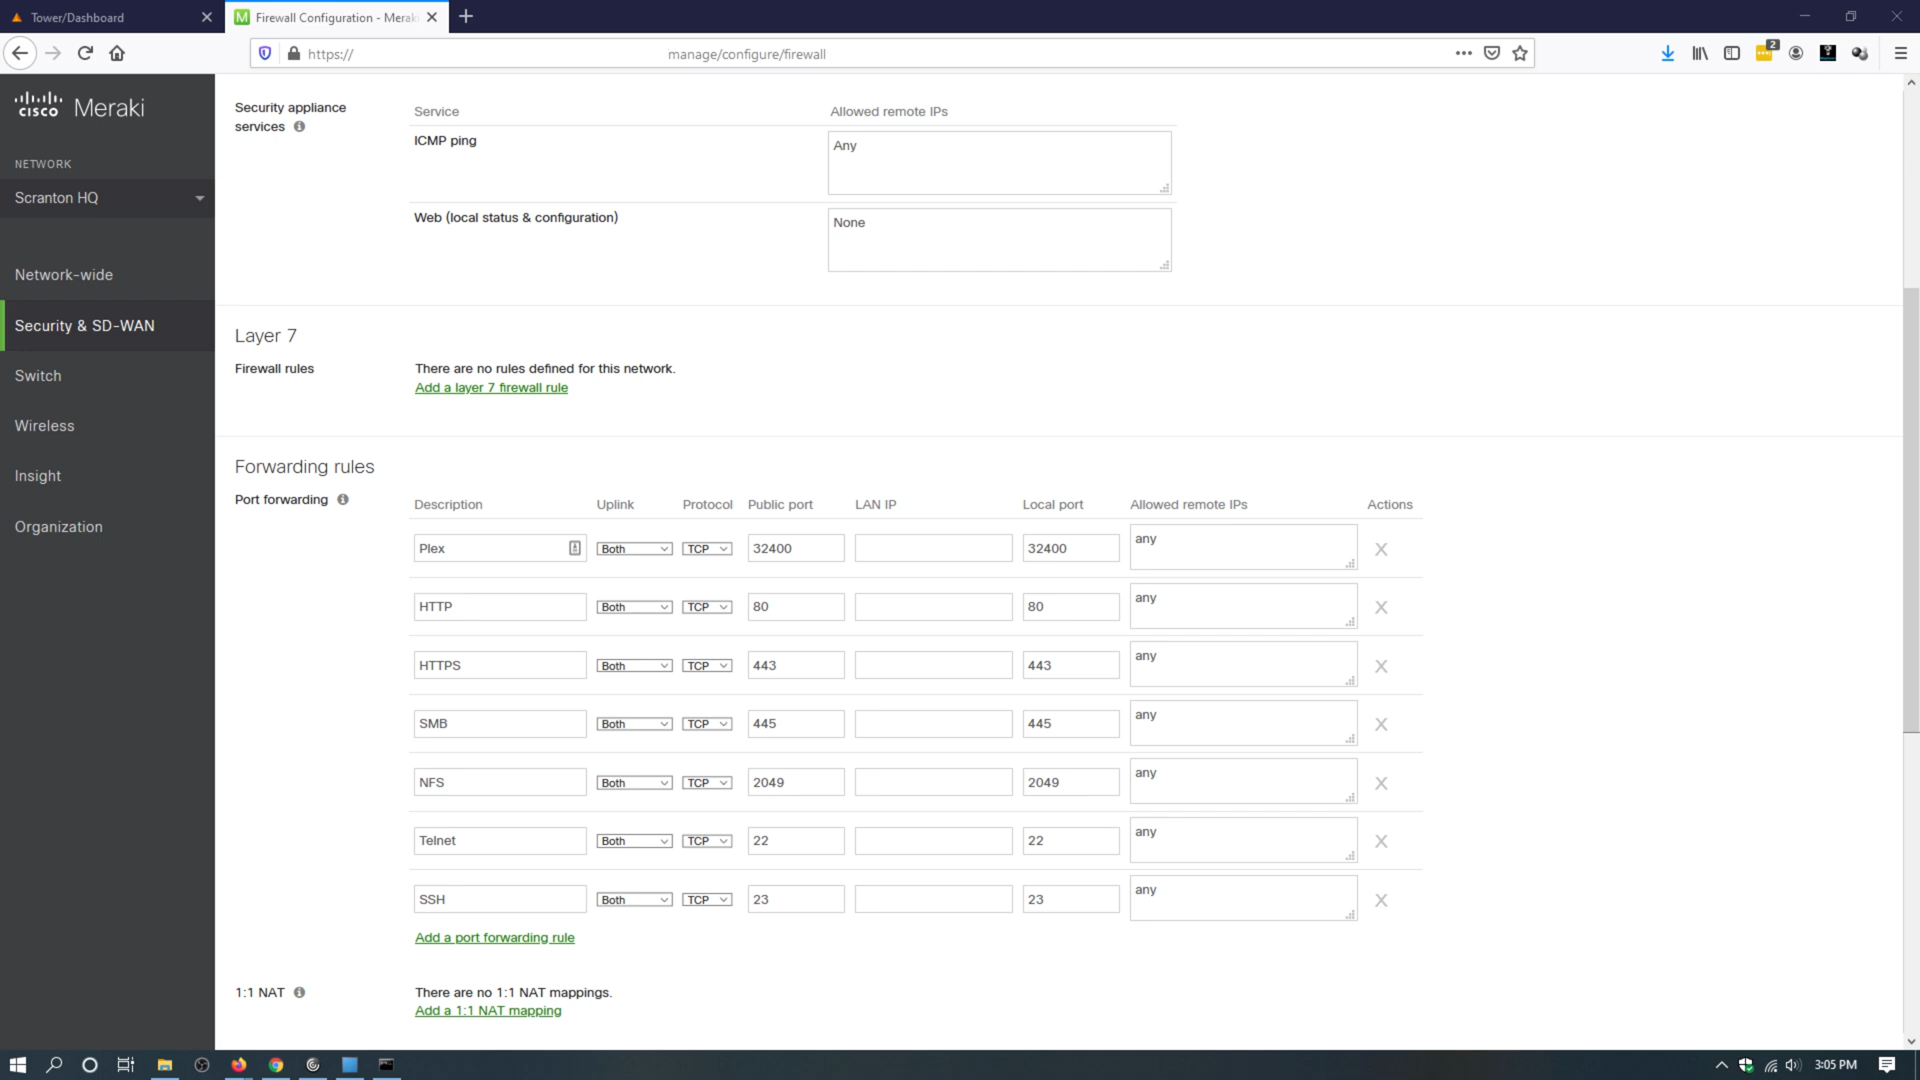 Tower/Dashboard
Firewall Configuration - Merak
https:// manage/configure/firewall
2
cisco Meraki
NETWORK
Scranton HQ
Network-wide
Security & SD-WAN
Switch
Wireless
Insight
Organization
Security appliance services
Service Allowed remote IPs
ICMP ping Any
Web (local status & configuration) None
Layer 7
Firewall rules There are no rules defined for this network.
Add a layer 7 firewall rule
Forwarding rules
Port forwarding
Description Uplink Protocol Public port LAN IP Local port Allowed remote IPs Actions
Plex Both TCP 32400 32400 any X
HTTP Both TCP 80 80 any X
HTTPS Both TCP 443 443 any X
SMB Both TCP 445 445 any X
NFS Both TCP 2049 2049 any X
Telnet Both TCP 22 22 any X
SSH Both TCP 23 23 any X
Add a port forwarding rule
1:1 NAT There are no 1:1 NAT mappings.
Add a 1:1 NAT mapping
3:05 PM